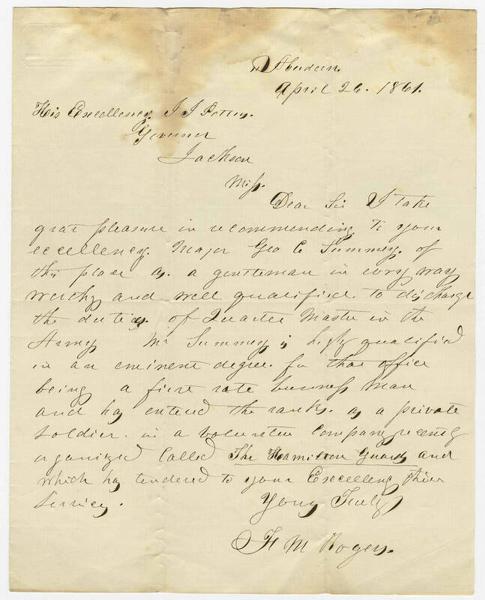 Aberdeen
April 26. 1861.
His Excellency J J Pettus,
Governor
Jackson
Miss.
Dear Sir I take
great pleasure in recommending to your
excellency Major Geo C Summey, of
this place as a gentleman in every way
worthy and well qualified to discharge
the duties of Quarter Master in the
Army Mr Summey is highly qualified
in an eminent degree for that office
being a first rate business man
and has entered the ranks as a private
soldier in a volunteer company recently
organized called The Hamilton Guards and
which has tendered to your Excellency their
services.
Yours Truly
F M Rogers.